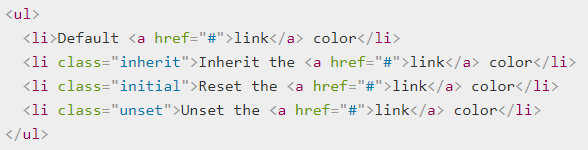 <ul>
  <li>Default <a href="#">link</a> color</li>
  <li class="inherit">Inherit the <a href="#">link</a> color</li>
  <li class="initial">Reset the <a href="#">link</a> color</li>
  <li class="unset">Unset the <a href="#">link</a> color</li>
</ul>